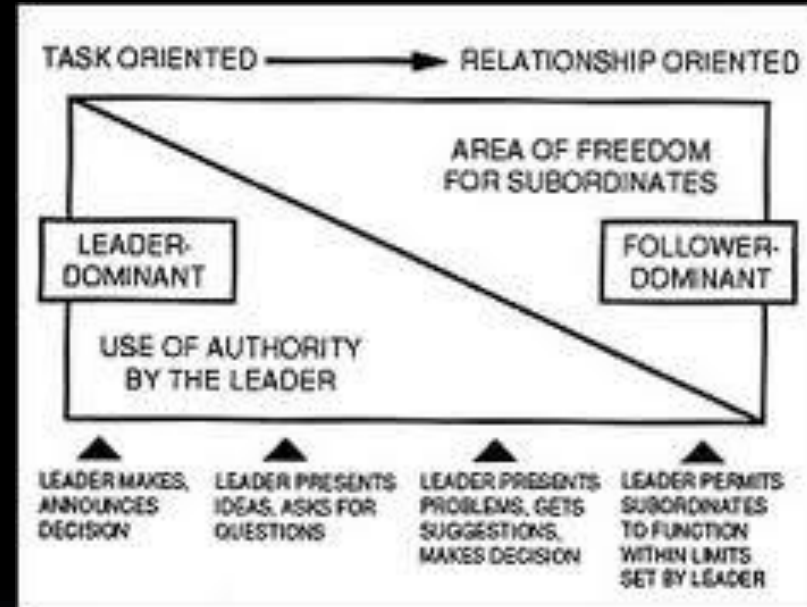 TASK ORIENTED
RELATIONSHIP ORIENTED
AREA OF FREEDOM
FOR SUBORDINATES
LEADER-
DOMINANT
FOLLOWER-
DOMINANT
USE OF AUTHORITY
BY THE LEADER
LEADER MAKES,
ANNOUNCES
DECISION
LEADER PRESENTS
IDEAS, ASKS FOR
QUESTIONS
LEADER PRESENTS
PROBLEMS, GETS
SUGGESTIONS,
MAKES DECISION
LEADER PERMITS
SUBORDINATES
TO FUNCTION
WITHIN LIMITS
SET BY LEADER